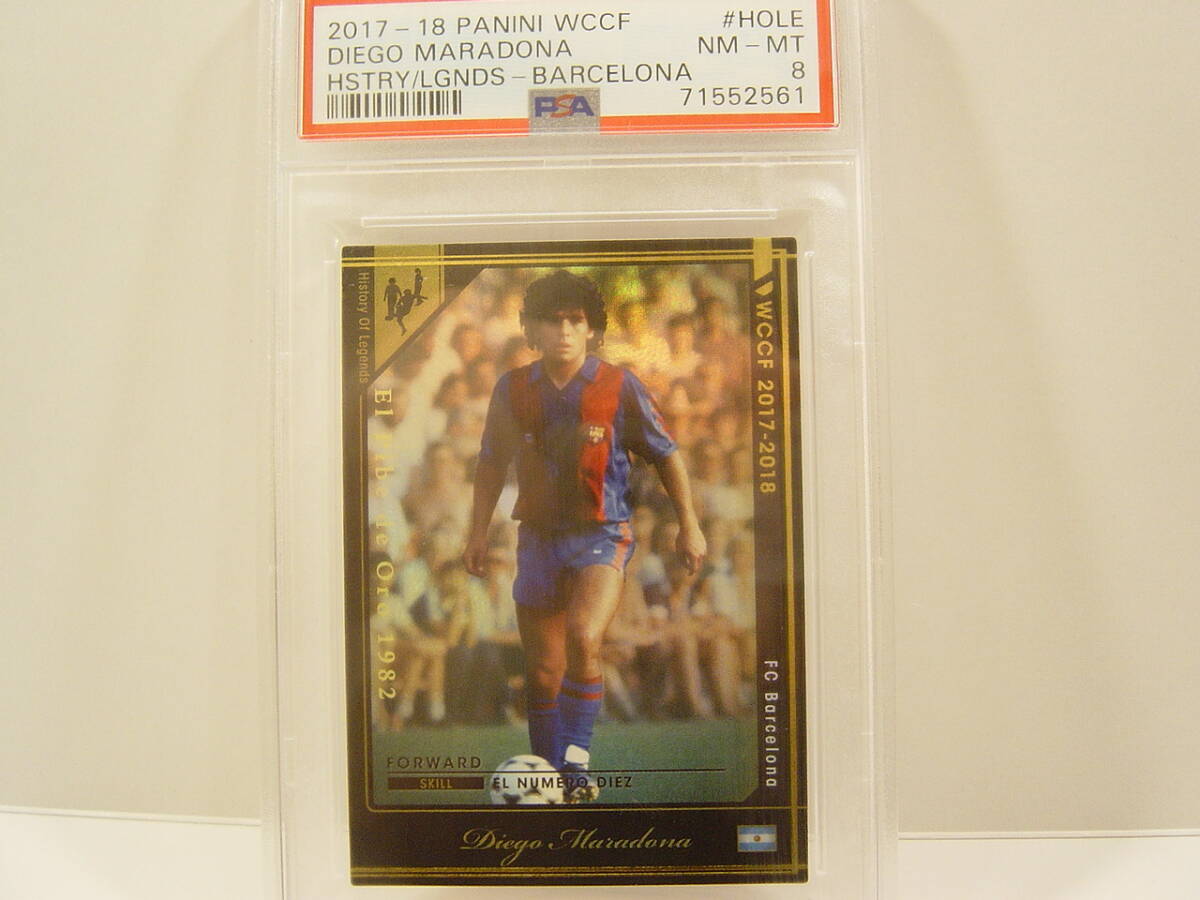 2017-18 PANINI WCCF #HOLE
DIEGO MARADONA NM-MT
HSTRY/LGNDS-BARCELONA 8
PSA 71552561
History Of Legends
El Pibe de Oro 1982
WCCF 2017-2018
FC Barcelona
FORWARD
SKILL EL NUMERO DIEZ
Diego Maradona